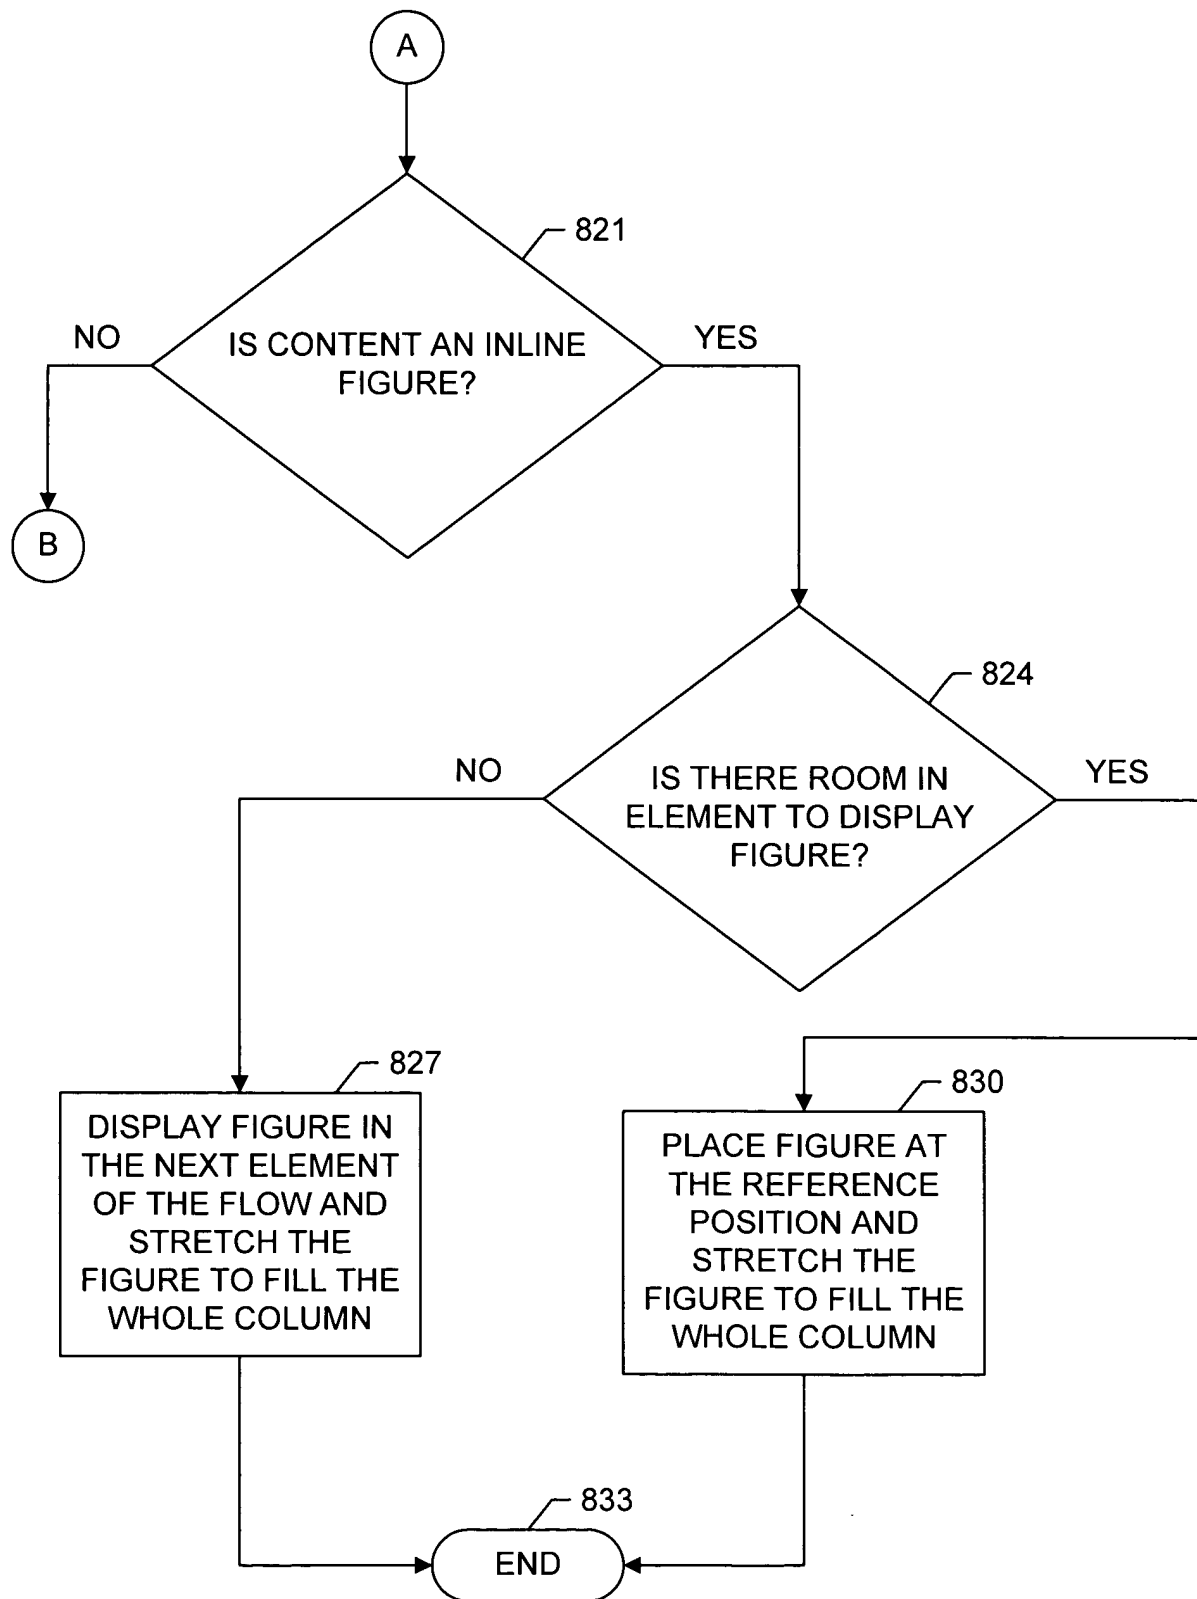 A
821
NO
YES
IS CONTENT AN INLINE
FIGURE?
B
824
NO
YES
IS THERE ROOM IN
ELEMENT TO DISPLAY
FIGURE?
827
DISPLAY FIGURE IN
THE NEXT ELEMENT
OF THE FLOW AND
STRETCH THE
FIGURE TO FILL THE
WHOLE COLUMN
830
PLACE FIGURE AT
THE REFERENCE
POSITION AND
STRETCH THE
FIGURE TO FILL THE
WHOLE COLUMN
833
END